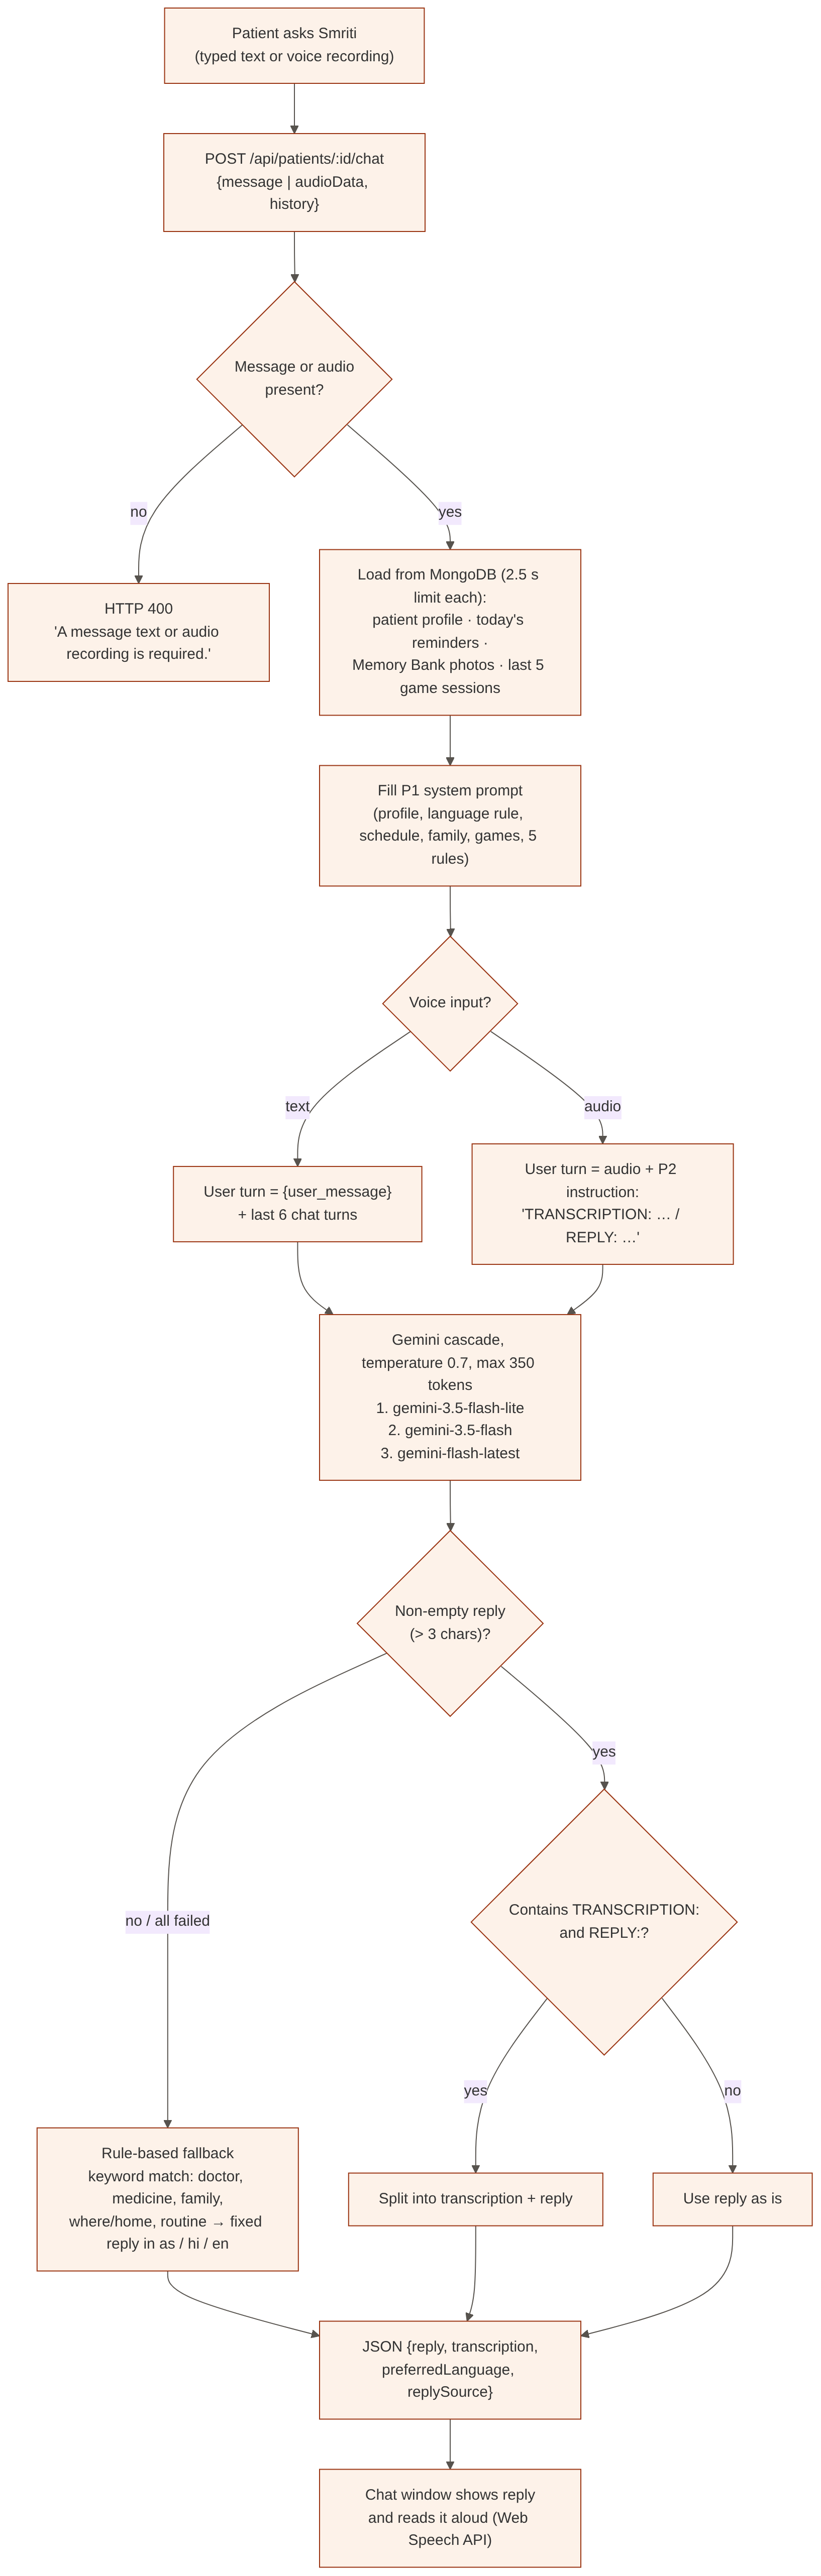 Patient asks Smriti
(typed text or voice recording)
POST /api/patients/:id/chat
{message | audioData,
history}
Message or audio
present?
no
yes
HTTP 400
'A message text or audio
recording is required.'
Load from MongoDB (2.5 s
limit each):
patient profile · today's
reminders ·
Memory Bank photos · last 5
game sessions
Fill P1 system prompt
(profile, language rule,
schedule, family, games, 5
rules)
Voice input?
text
audio
User turn = {user_message}
+ last 6 chat turns
User turn = audio + P2
instruction:
'TRANSCRIPTION: … /
REPLY: …'
Gemini cascade,
temperature 0.7, max 350
tokens
1. gemini-3.5-flash-lite
2. gemini-3.5-flash
3. gemini-flash-latest
Non-empty reply
(> 3 chars)?
yes
no / all failed
Contains TRANSCRIPTION:
and REPLY:?
yes
no
Rule-based fallback
keyword match: doctor,
medicine, family,
where/home, routine → fixed
reply in as / hi / en
Split into transcription + reply
Use reply as is
JSON {reply, transcription,
preferredLanguage,
replySource}
Chat window shows reply
and reads it aloud (Web
Speech API)